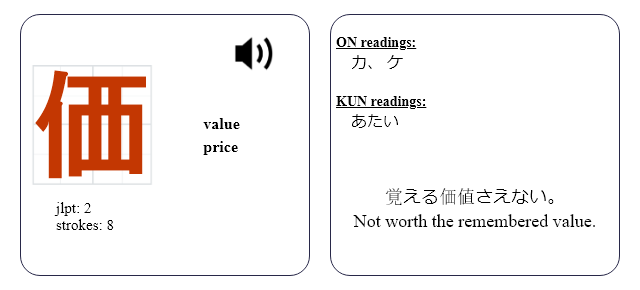 価
value
price
jlpt: 2
strokes: 8
ON readings:
カ、 ケ
KUN readings:
あたい
覚える価値さえない。
Not worth the remembered value.